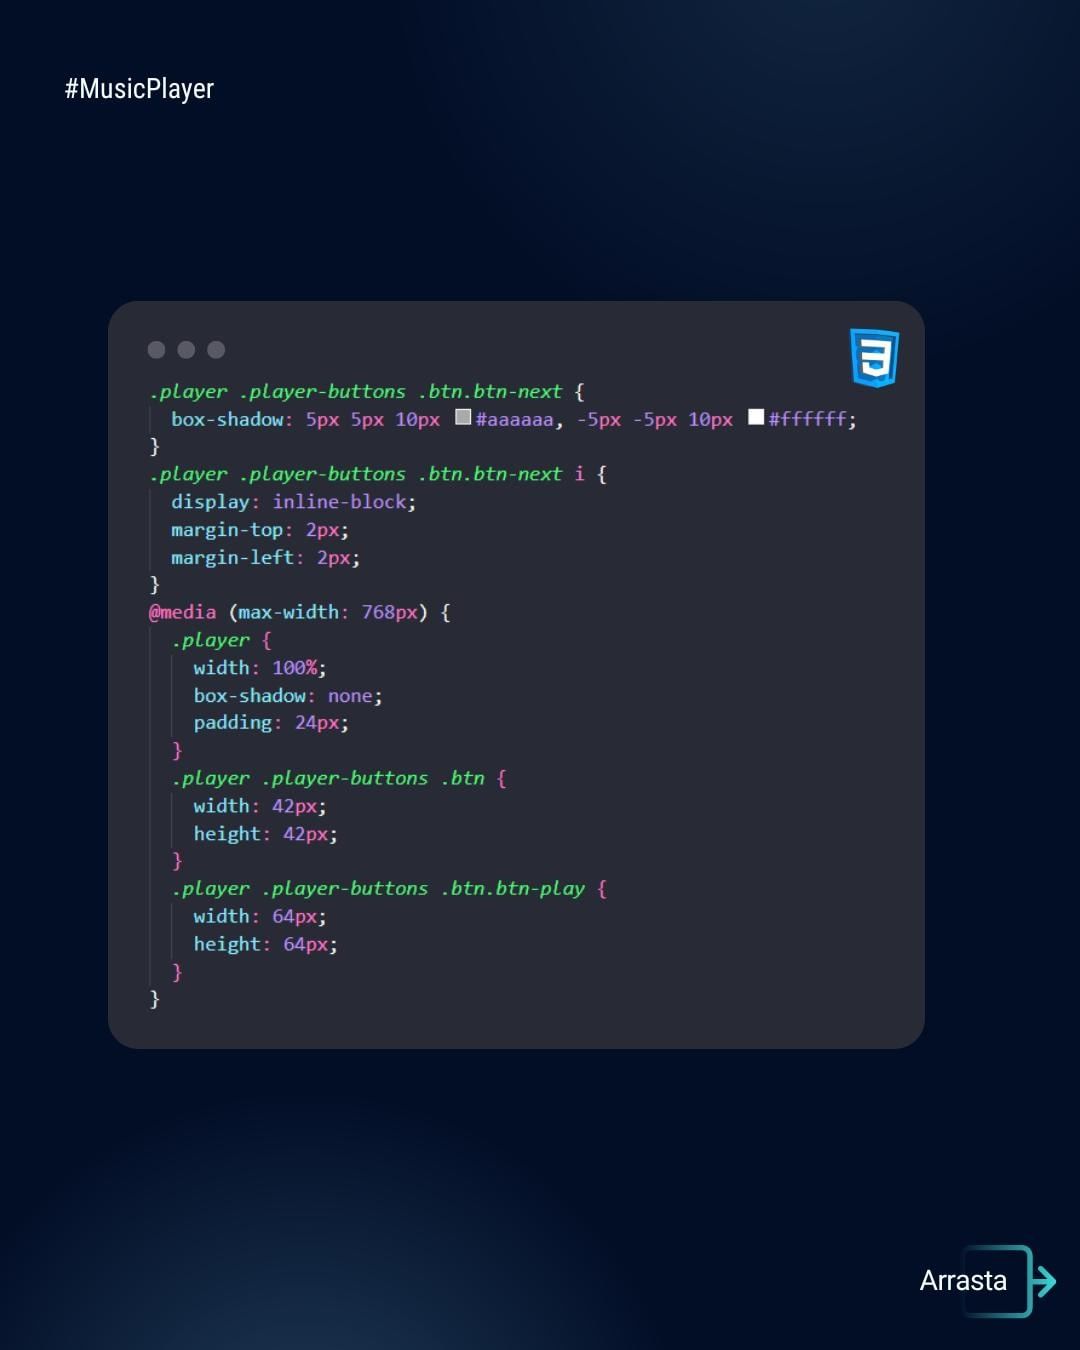 #MusicPlayer
.player .player-buttons .btn.btn-next {
  box-shadow: 5px 5px 10px #aaaaaa, -5px -5px 10px #ffffff;
}
.player .player-buttons .btn.btn-next i {
  display: inline-block;
  margin-top: 2px;
  margin-left: 2px;
}
@media (max-width: 768px) {
  .player {
    width: 100%;
    box-shadow: none;
    padding: 24px;
  }
  .player .player-buttons .btn {
    width: 42px;
    height: 42px;
  }
  .player .player-buttons .btn.btn-play {
    width: 64px;
    height: 64px;
  }
}
Arrasta